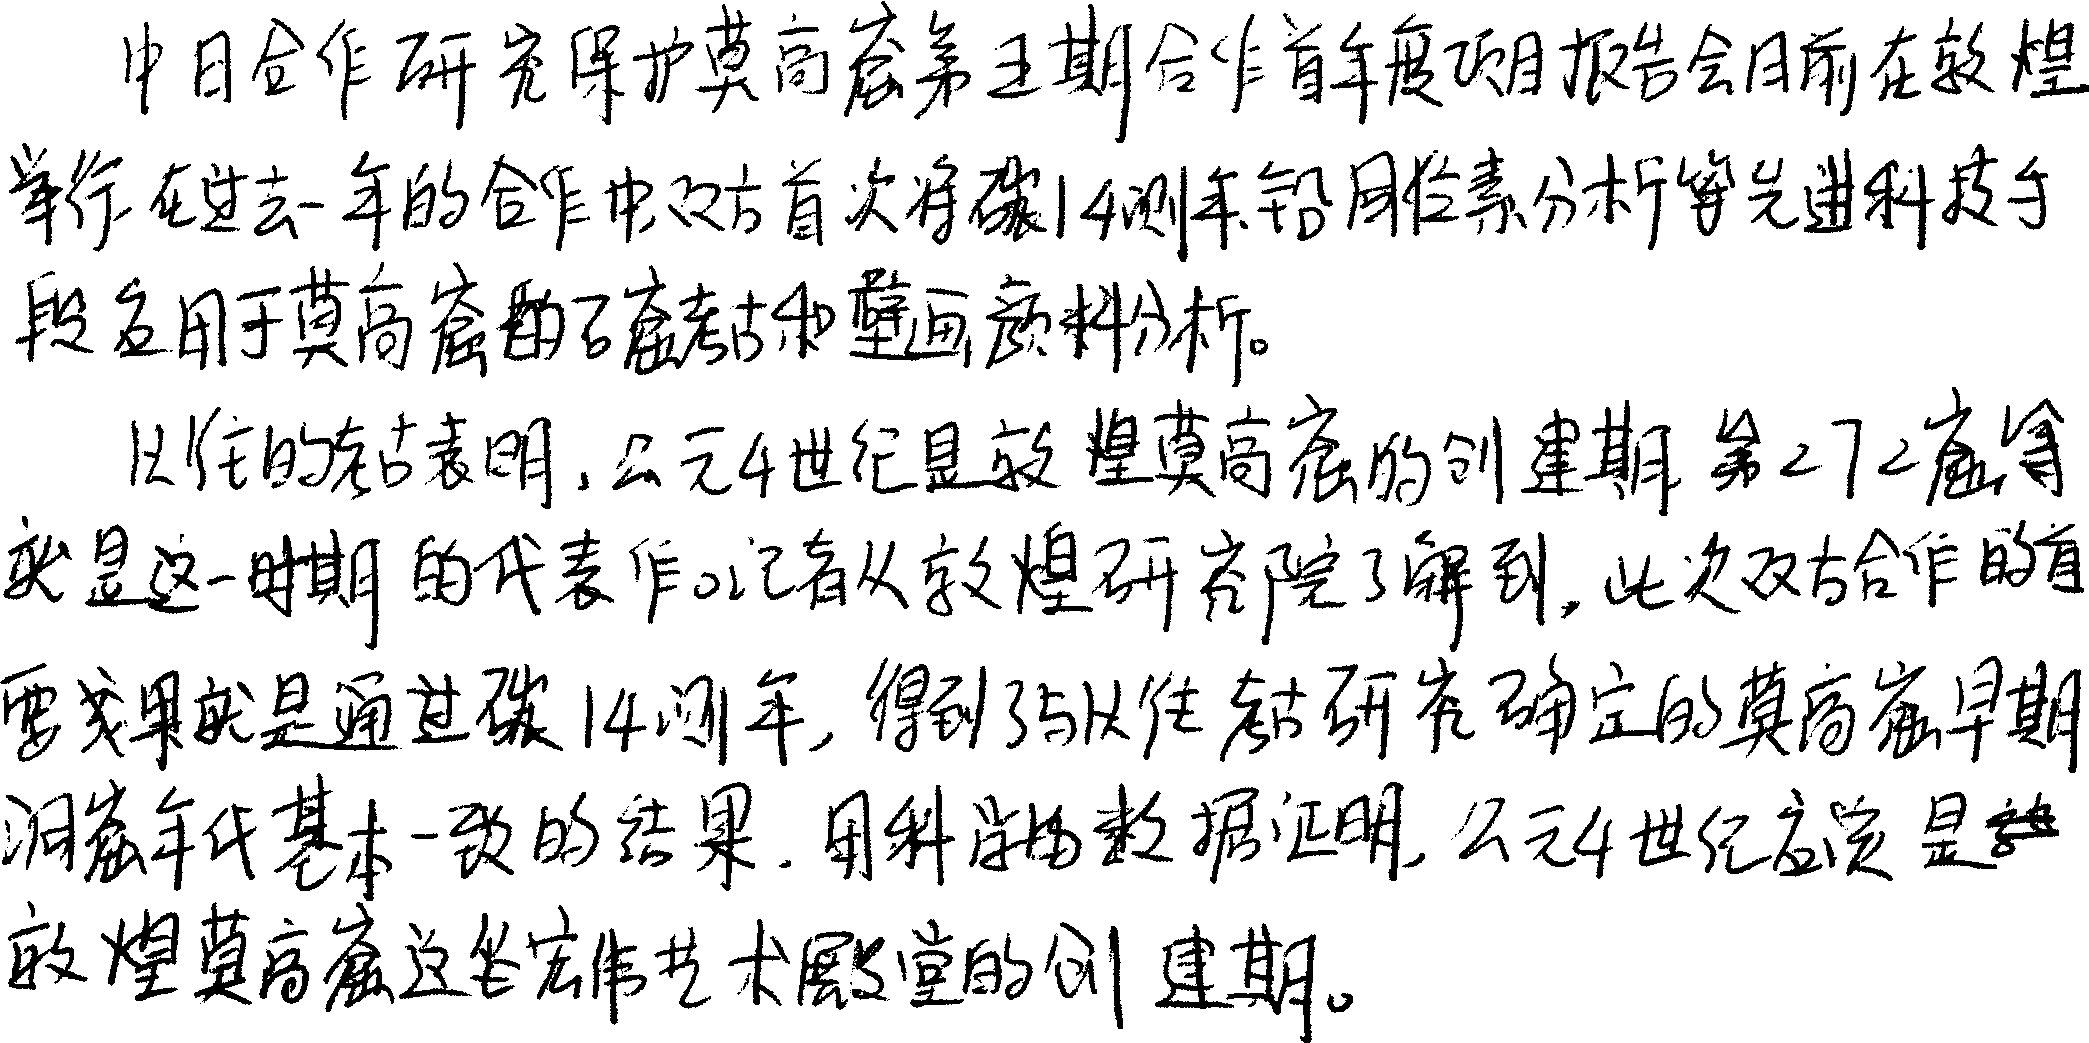 中日合作研究保护莫高窟第五期合作首年度项目报告会日前在敦煌
举行.在过去一年的合作中双方首次将碳14测年.铅同位素分析等先进科技手
段应用于莫高窟的石窟考古和壁画颜料分析。
以往的考古表明,公元4世纪是敦煌莫高窟的创建期.第272窟等
就是这一时期的代表作。记者从敦煌研究院了解到,此次双方合作的首
要成果就是通过碳14测年,得到了与以往考古研究确定的莫高窟早期
洞窟年代基本一致的结果.用科学的数据证明,公元4世纪应该是
敦煌莫高窟这签宏伟艺术殿堂的创建期。